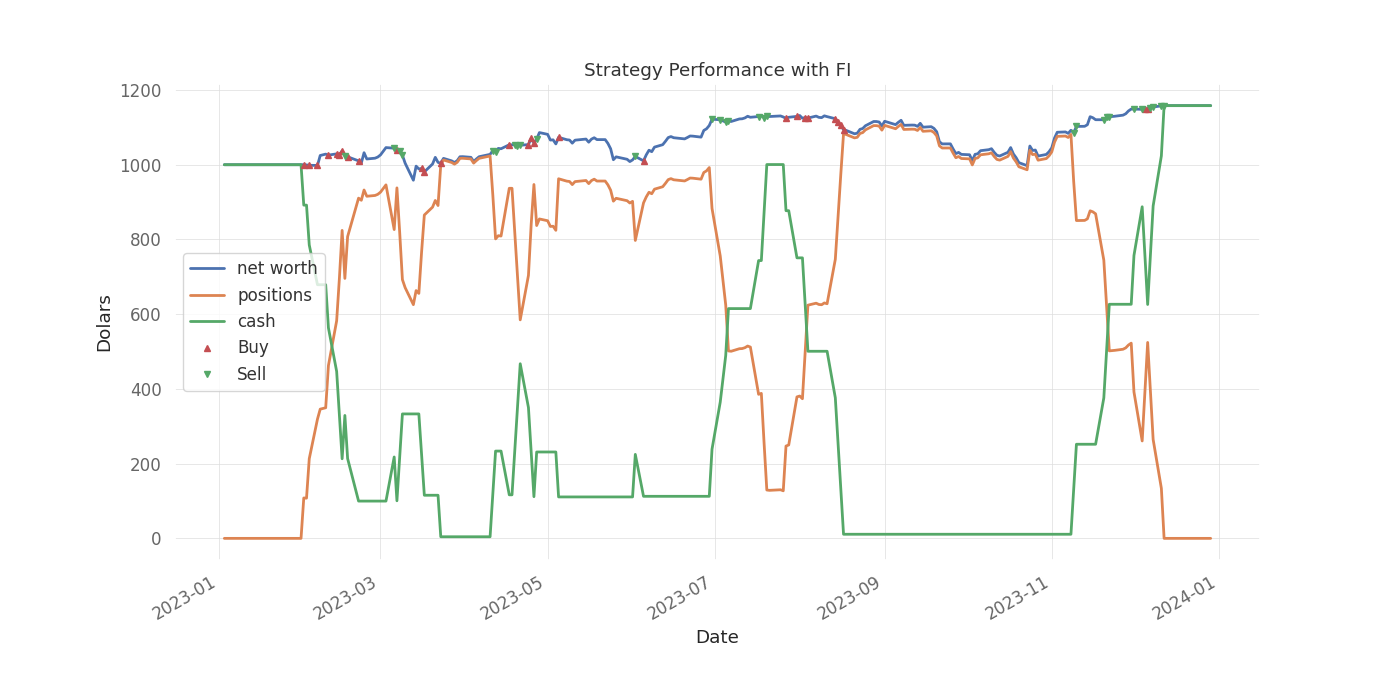 Strategy Performance with FI
1200
1000
800
600
400
200
0
Dolars
net worth
positions
cash
Buy
Sell
2023-01
2023-03
2023-05
2023-07
2023-09
2023-11
2024-01
Date